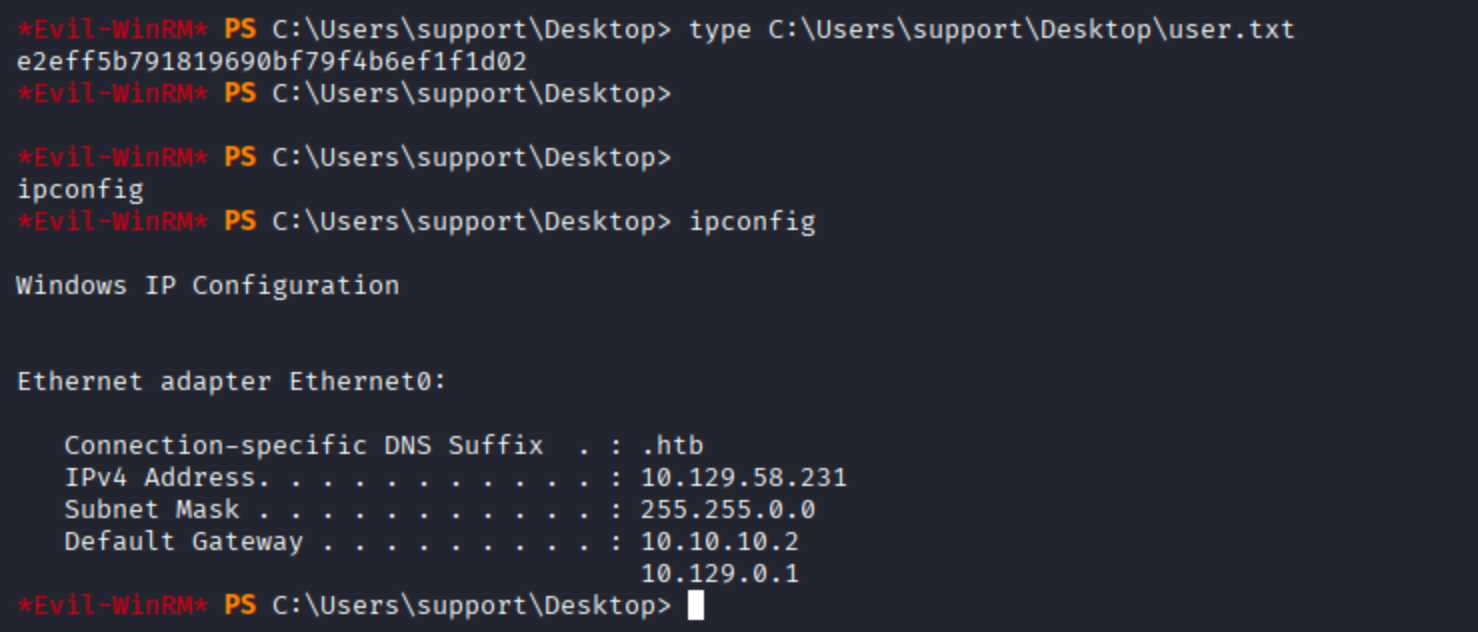 *Evil-WinRM* PS C:\Users\support\Desktop> type C:\Users\support\Desktop\user.txt
e2eff5b791819690bf79f4b6ef1f1d02
*Evil-WinRM* PS C:\Users\support\Desktop>
*Evil-WinRM* PS C:\Users\support\Desktop>
ipconfig
*Evil-WinRM* PS C:\Users\support\Desktop> ipconfig
Windows IP Configuration
Ethernet adapter Ethernet0:
   Connection-specific DNS Suffix  . : .htb
   IPv4 Address. . . . . . . . . . . : 10.129.58.231
   Subnet Mask . . . . . . . . . . . : 255.255.0.0
   Default Gateway . . . . . . . . . : 10.10.10.2
                                       10.129.0.1
*Evil-WinRM* PS C:\Users\support\Desktop>